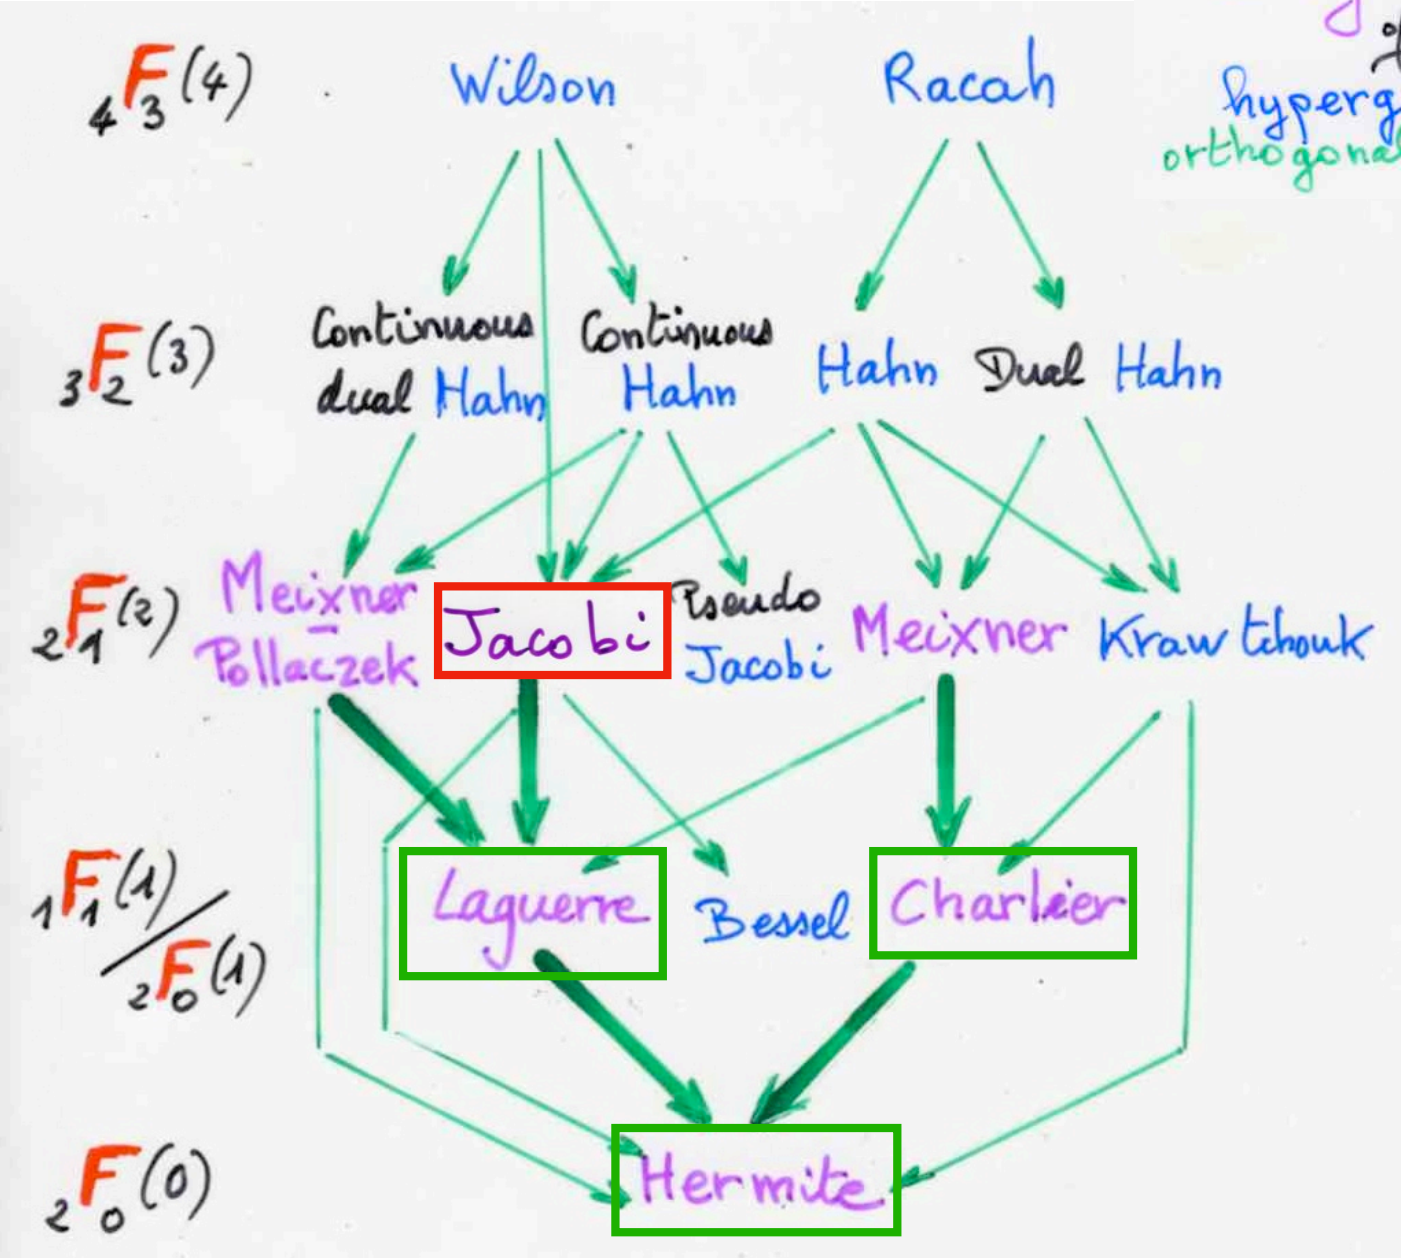 4F3(4) Wilson Racah
hyperg
orthogona
3F2(3)
Continuous
dual Hahn
Continuous
Hahn
Hahn
Dual Hahn
2F1(2)
Meixner
Pollaczek
Jacobi
Pseudo
Jacobi
Meixner
Krawtchouk
1F1(1)
/2F0(1)
Laguerre
Bessel
Charlier
2F0(0)
Hermite